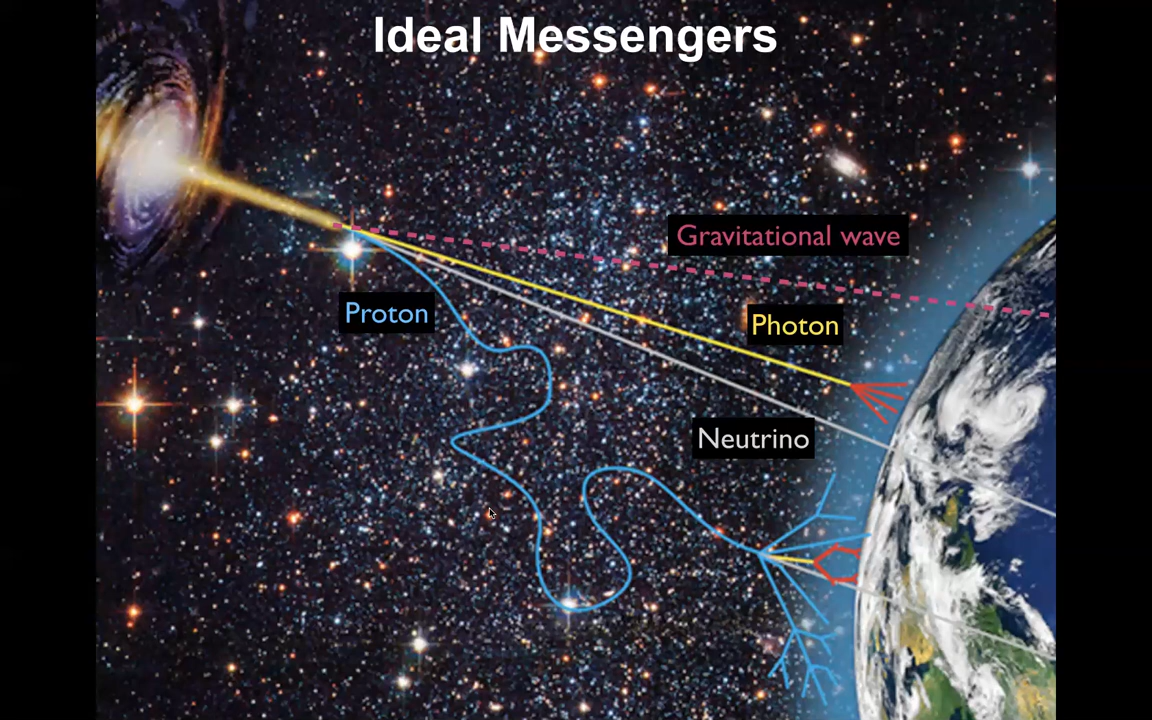 Ideal Messengers
Gravitational wave
Proton
Photon
Neutrino